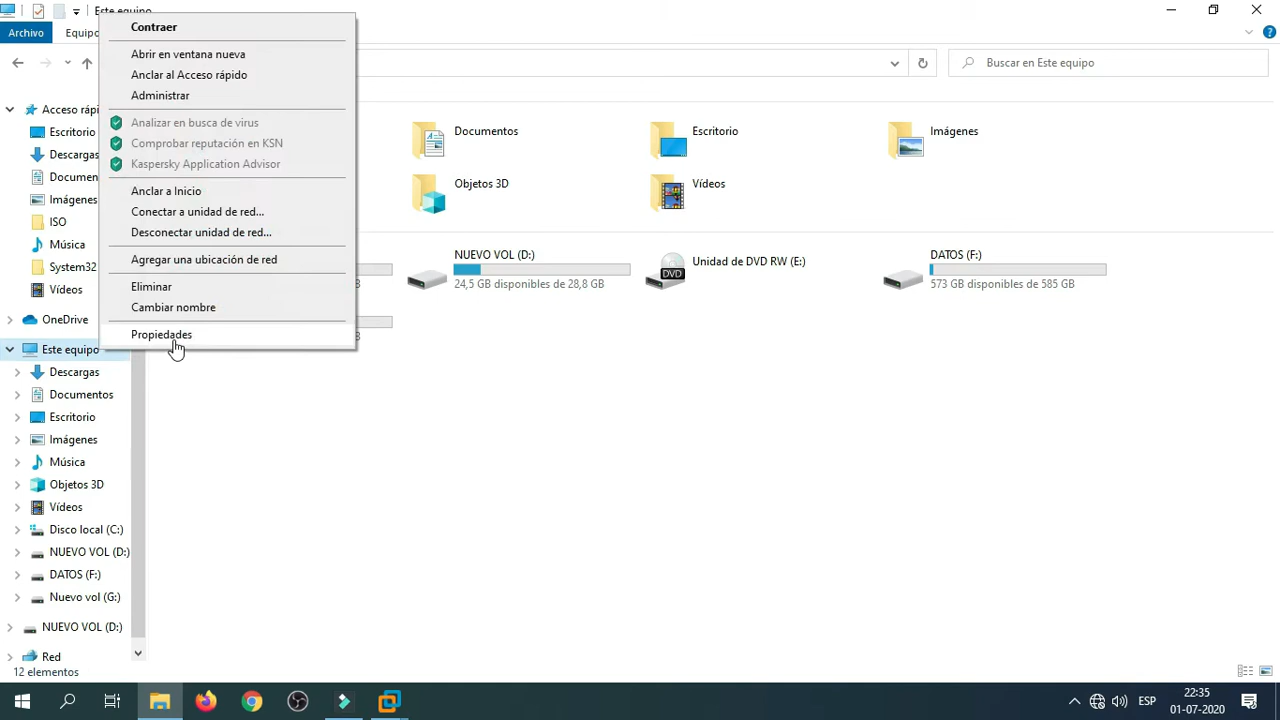 Este equipo
Archivo
Equipo
Contraer
Abrir en ventana nueva
Anclar al Acceso rápido
Administrar
Analizar en busca de virus
Comprobar reputación en KSN
Kaspersky Application Advisor
Anclar a Inicio
Conectar a unidad de red...
Desconectar unidad de red...
Agregar una ubicación de red
Eliminar
Cambiar nombre
Propiedades
Buscar en Este equipo
Acceso rápi
Escritorio
Descargas
Documen
Imágenes
ISO
Música
System32
Vídeos
OneDrive
Este equipo
Descargas
Documentos
Escritorio
Imágenes
Música
Objetos 3D
Vídeos
Disco local (C:)
NUEVO VOL (D:)
DATOS (F:)
Nuevo vol (G:)
NUEVO VOL (D:)
Red
Documentos
Escritorio
Imágenes
Objetos 3D
Vídeos
NUEVO VOL (D:)
24,5 GB disponibles de 28,8 GB
DVD
Unidad de DVD RW (E:)
DATOS (F:)
573 GB disponibles de 585 GB
12 elementos
ESP
22:35
01-07-2020